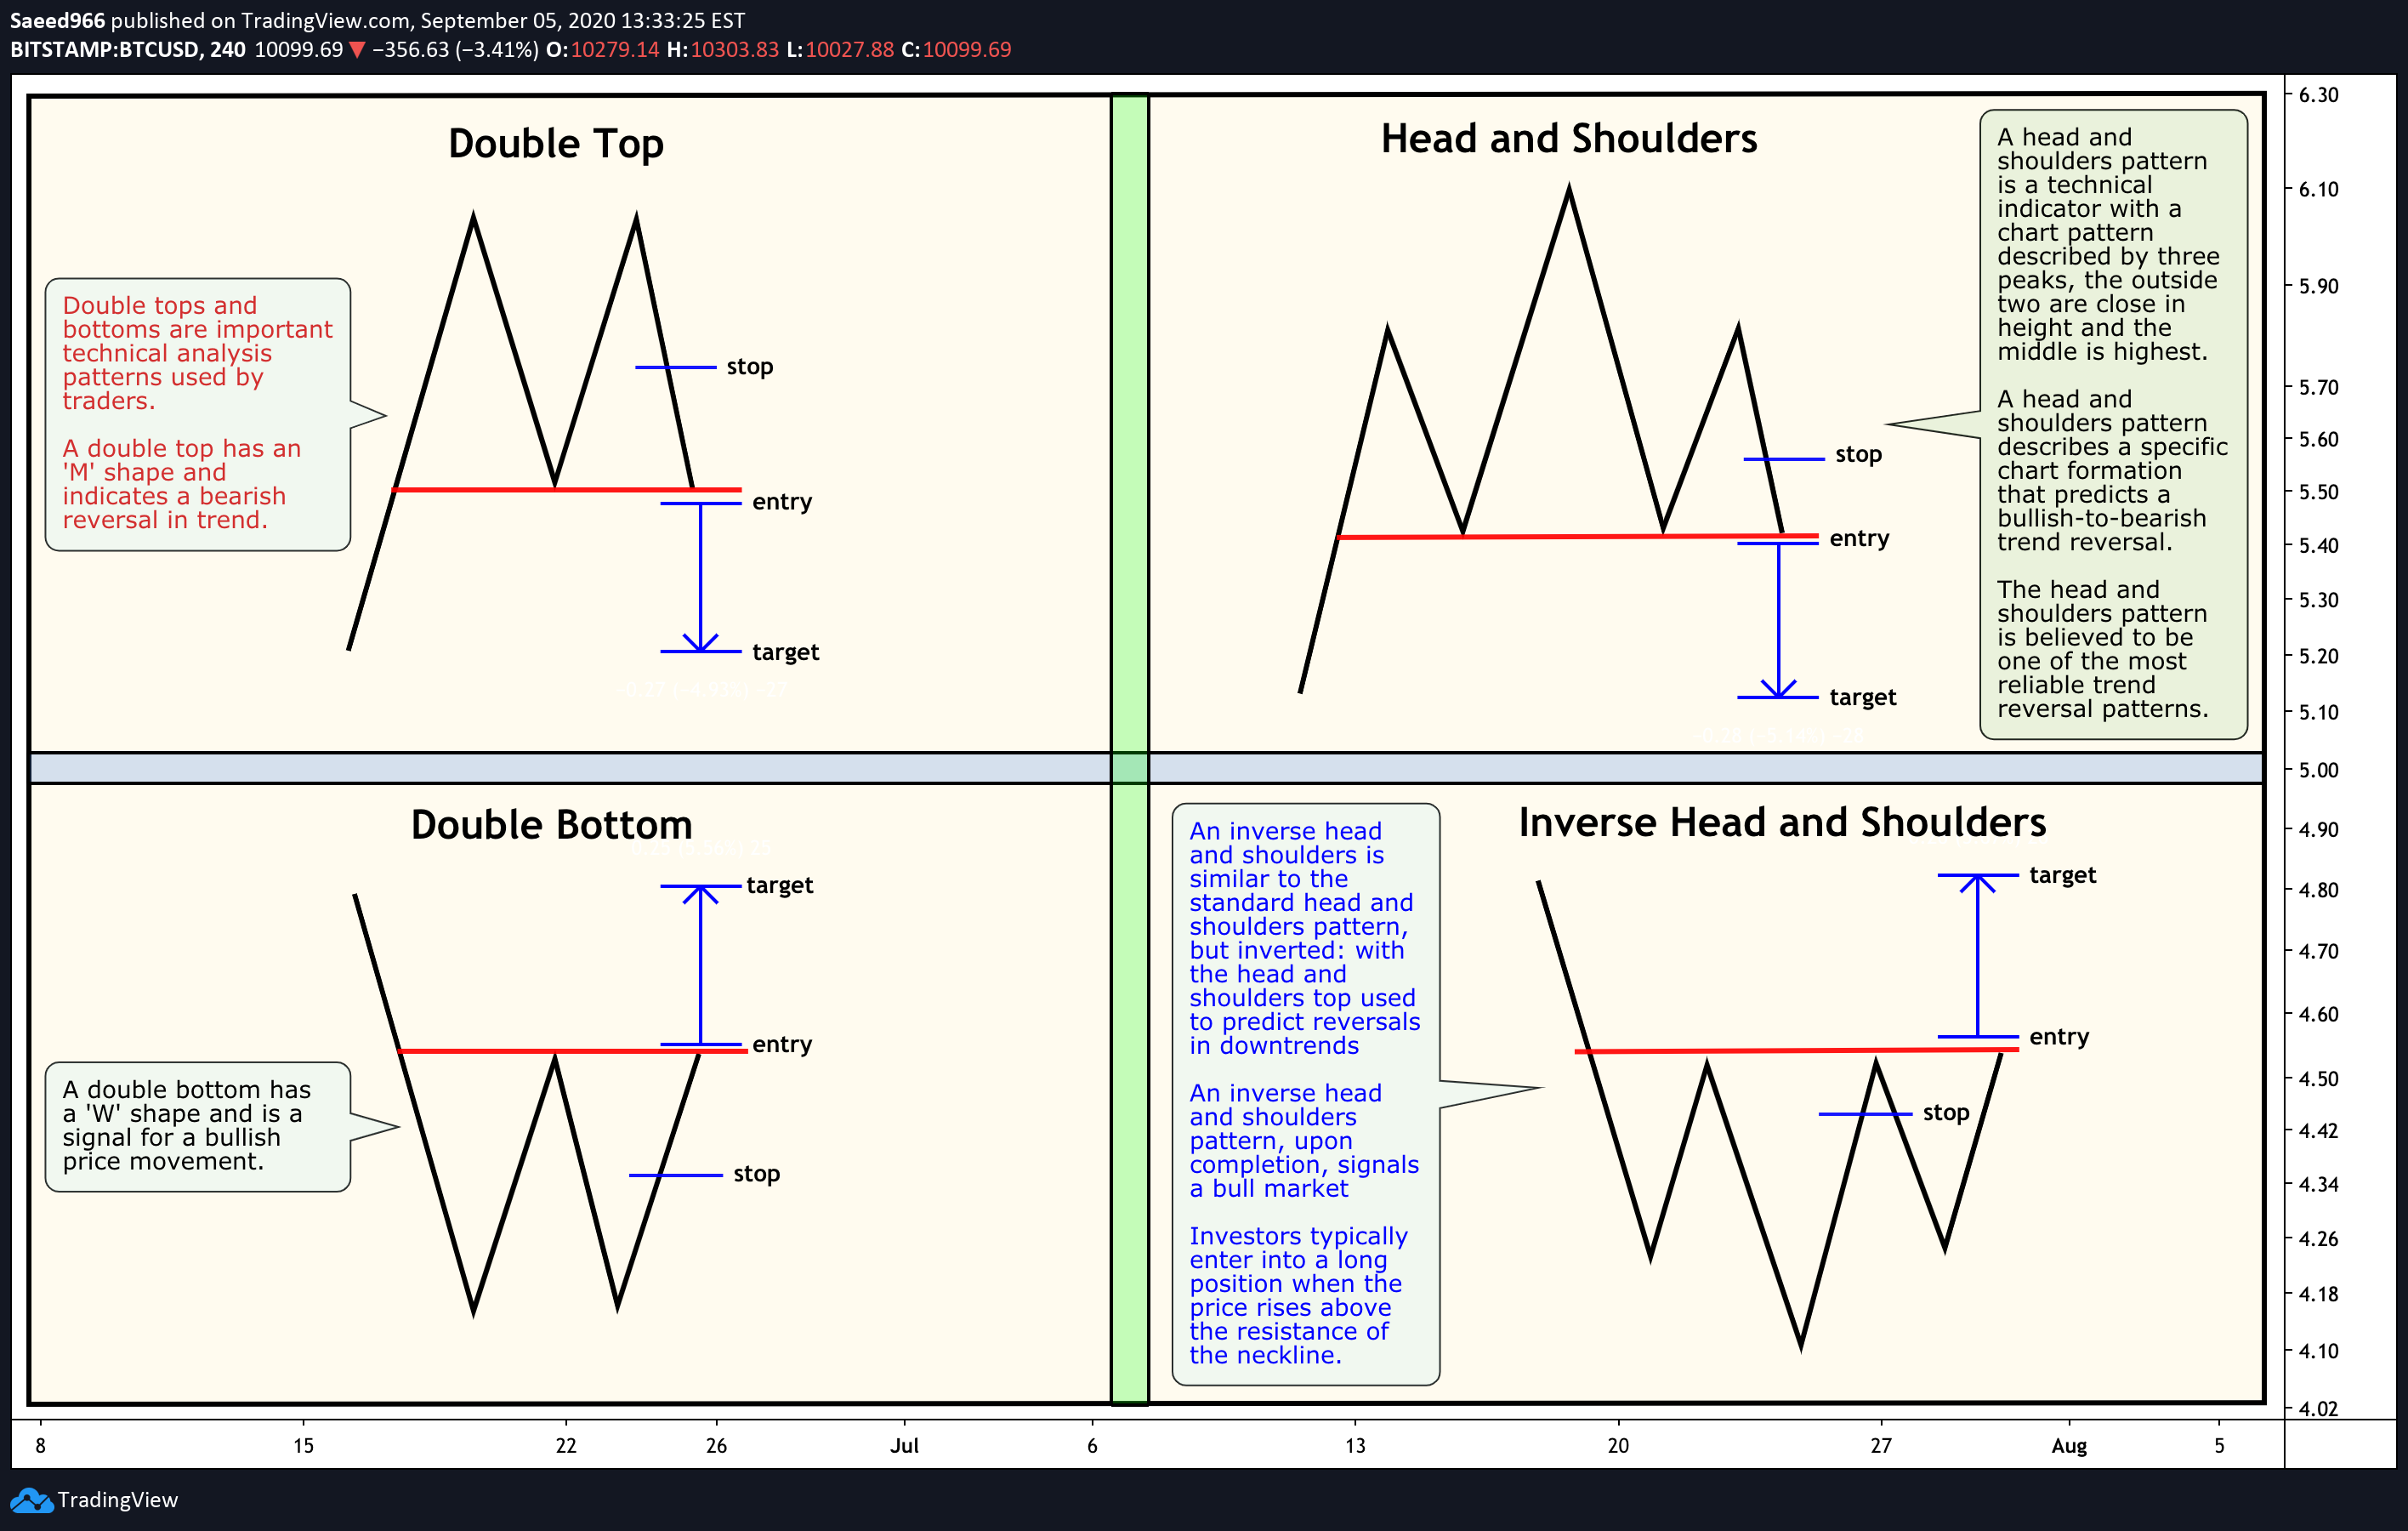 Saeed966 published on TradingView.com, September 05, 2020 13:33:25 EST
BITSTAMP:BTCUSD, 240 10099.69 ▼ −356.63 (−3.41%) O:10279.14 H:10303.83 L:10027.88 C:10099.69
Double Top
Double tops and
bottoms are important
technical analysis
patterns used by
traders.
A double top has an
'M' shape and
indicates a bearish
reversal in trend.
stop
entry
target
Head and Shoulders
stop
entry
target
A head and
shoulders pattern
is a technical
indicator with a
chart pattern
described by three
peaks, the outside
two are close in
height and the
middle is highest.
A head and
shoulders pattern
describes a specific
chart formation
that predicts a
bullish-to-bearish
trend reversal.
The head and
shoulders pattern
is believed to be
one of the most
reliable trend
reversal patterns.
Double Bottom
target
entry
stop
A double bottom has
a 'W' shape and is a
signal for a bullish
price movement.
An inverse head
and shoulders is
similar to the
standard head and
shoulders pattern,
but inverted: with
the head and
shoulders top used
to predict reversals
in downtrends
An inverse head
and shoulders
pattern, upon
completion, signals
a bull market
Investors typically
enter into a long
position when the
price rises above
the resistance of
the neckline.
Inverse Head and Shoulders
target
entry
stop
6.30
6.10
5.90
5.70
5.60
5.50
5.40
5.30
5.20
5.10
5.00
4.90
4.80
4.70
4.60
4.50
4.42
4.34
4.26
4.18
4.10
4.02
8 15 22 26 Jul 6 13 20 27 Aug 5
TradingView